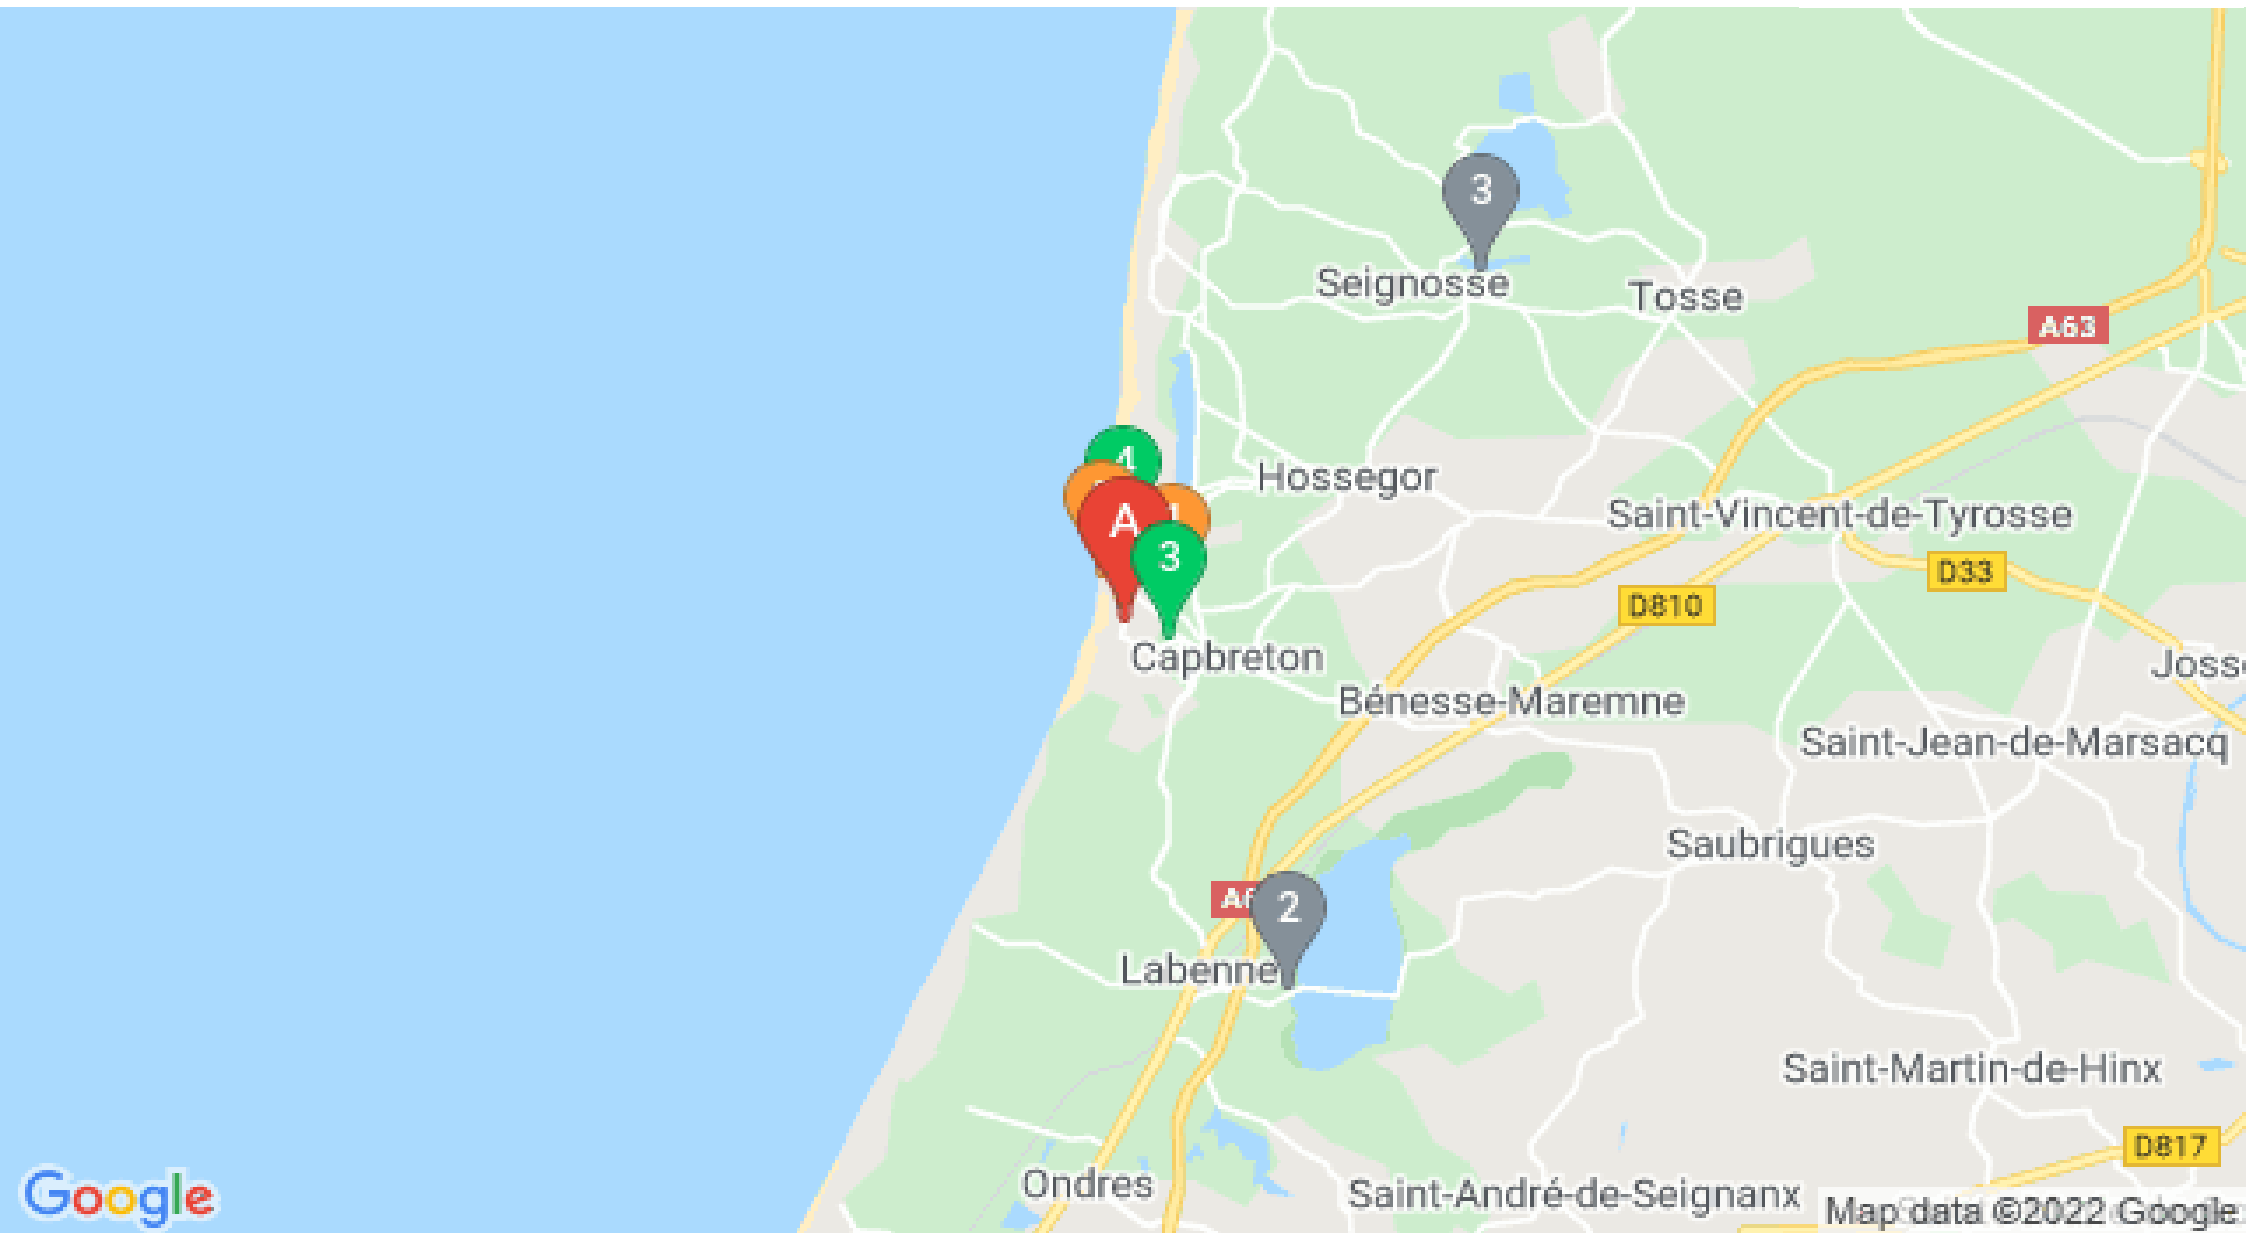 3
Seignosse
Tosse
A63
4
Hossegor
A
1
Saint-Vincent-de-Tyrosse
3
D33
D810
Capbreton
Bénesse-Maremne
Saint-Jean-de-Marsacq
Saubrigues
2
Labenne
Saint-Martin-de-Hinx
D817
Ondres
Saint-André-de-Seignanx
Google
Map data ©2022 Google